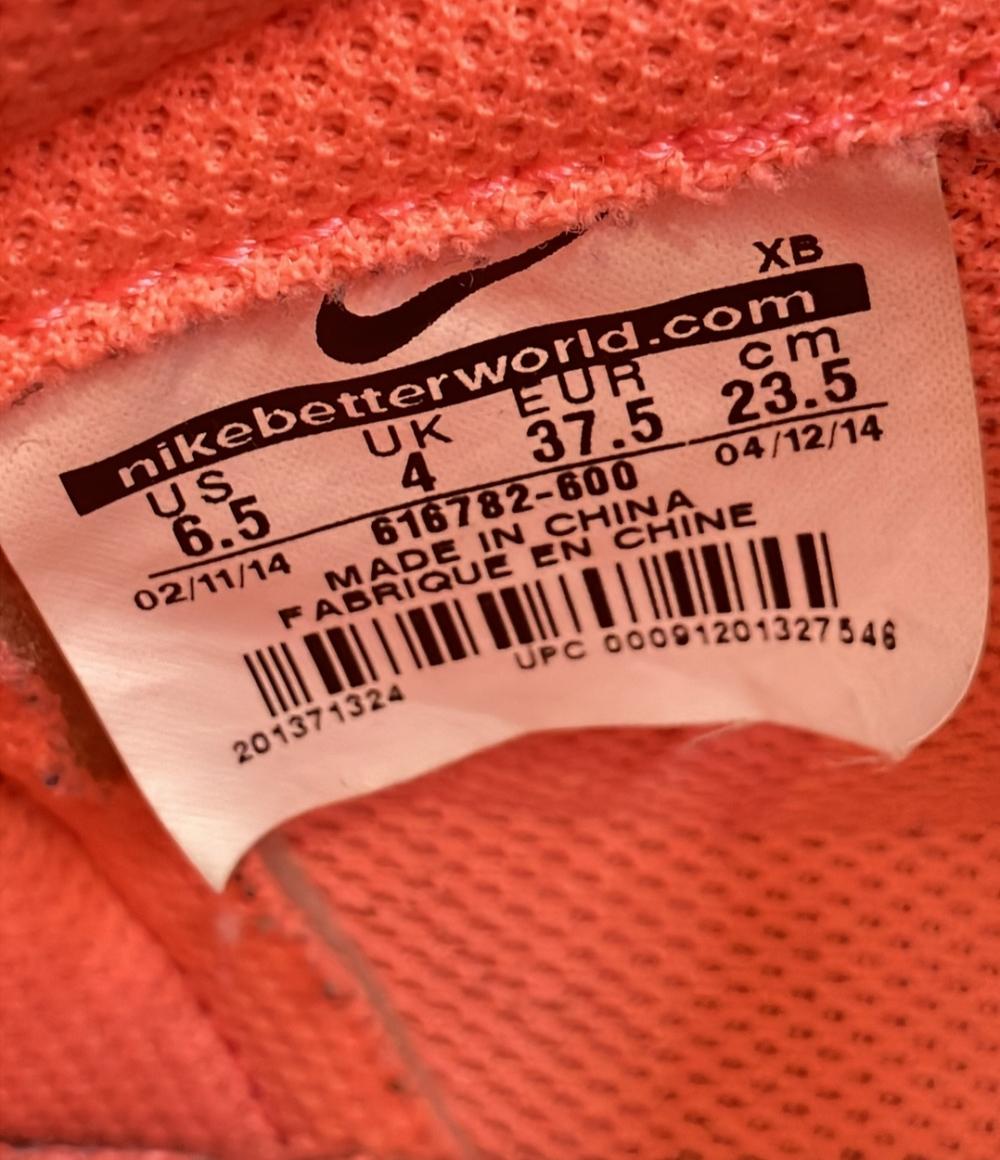 XB
nikebetterworld.com
US UK EUR cm
6.5 4 37.5 23.5
02/11/14 616782-600 04/12/14
MADE IN CHINA
FABRIQUE EN CHINE
UPC 00091201327546
201371324